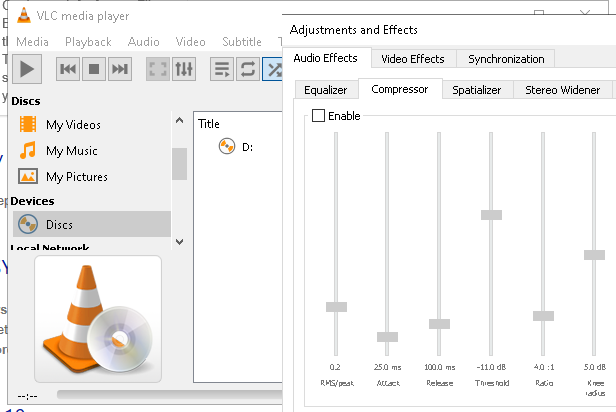 VLC media player
Media Playback Audio Video Subtitle
Discs
My Videos
My Music
My Pictures
Devices
Discs
Local Network
Title
D:
--:--
Adjustments and Effects
Audio Effects Video Effects Synchronization
Equalizer Compressor Spatializer Stereo Widener
Enable
0.2 25.0 ms 100.0 ms -11.0 dB 4.0 :1 5.0 dB
RMS/peak Attack Release Threshold Ratio Knee
radius